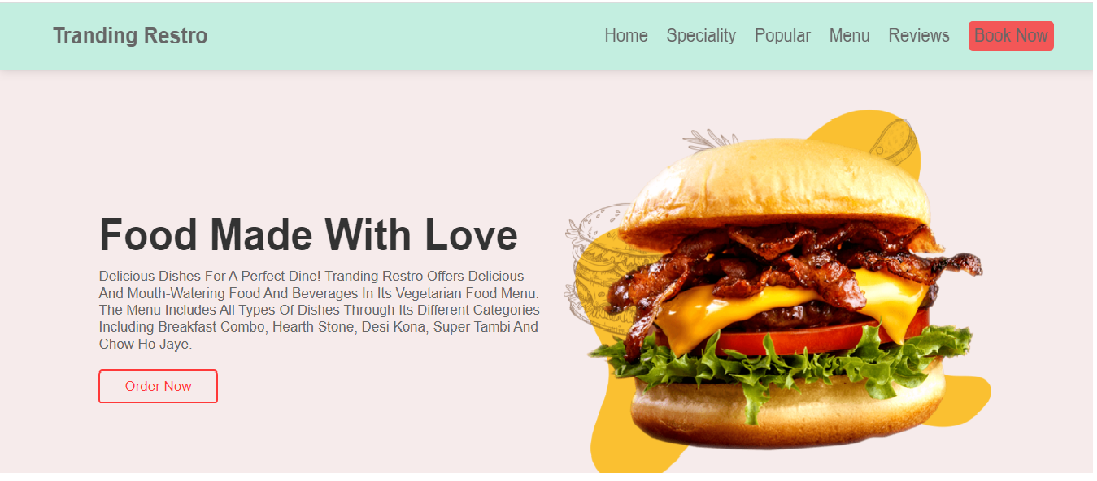 Tranding Restro
Home Speciality Popular Menu Reviews Book Now
Food Made With Love
Delicious Dishes For A Perfect Dine! Tranding Restro Offers Delicious
And Mouth-Watering Food And Beverages In Its Vegetarian Food Menu.
The Menu Includes All Types Of Dishes Through Its Different Categories
Including Breakfast Combo, Hearth Stone, Desi Kona, Super Tambi And
Chow Ho Jaye.
Order Now